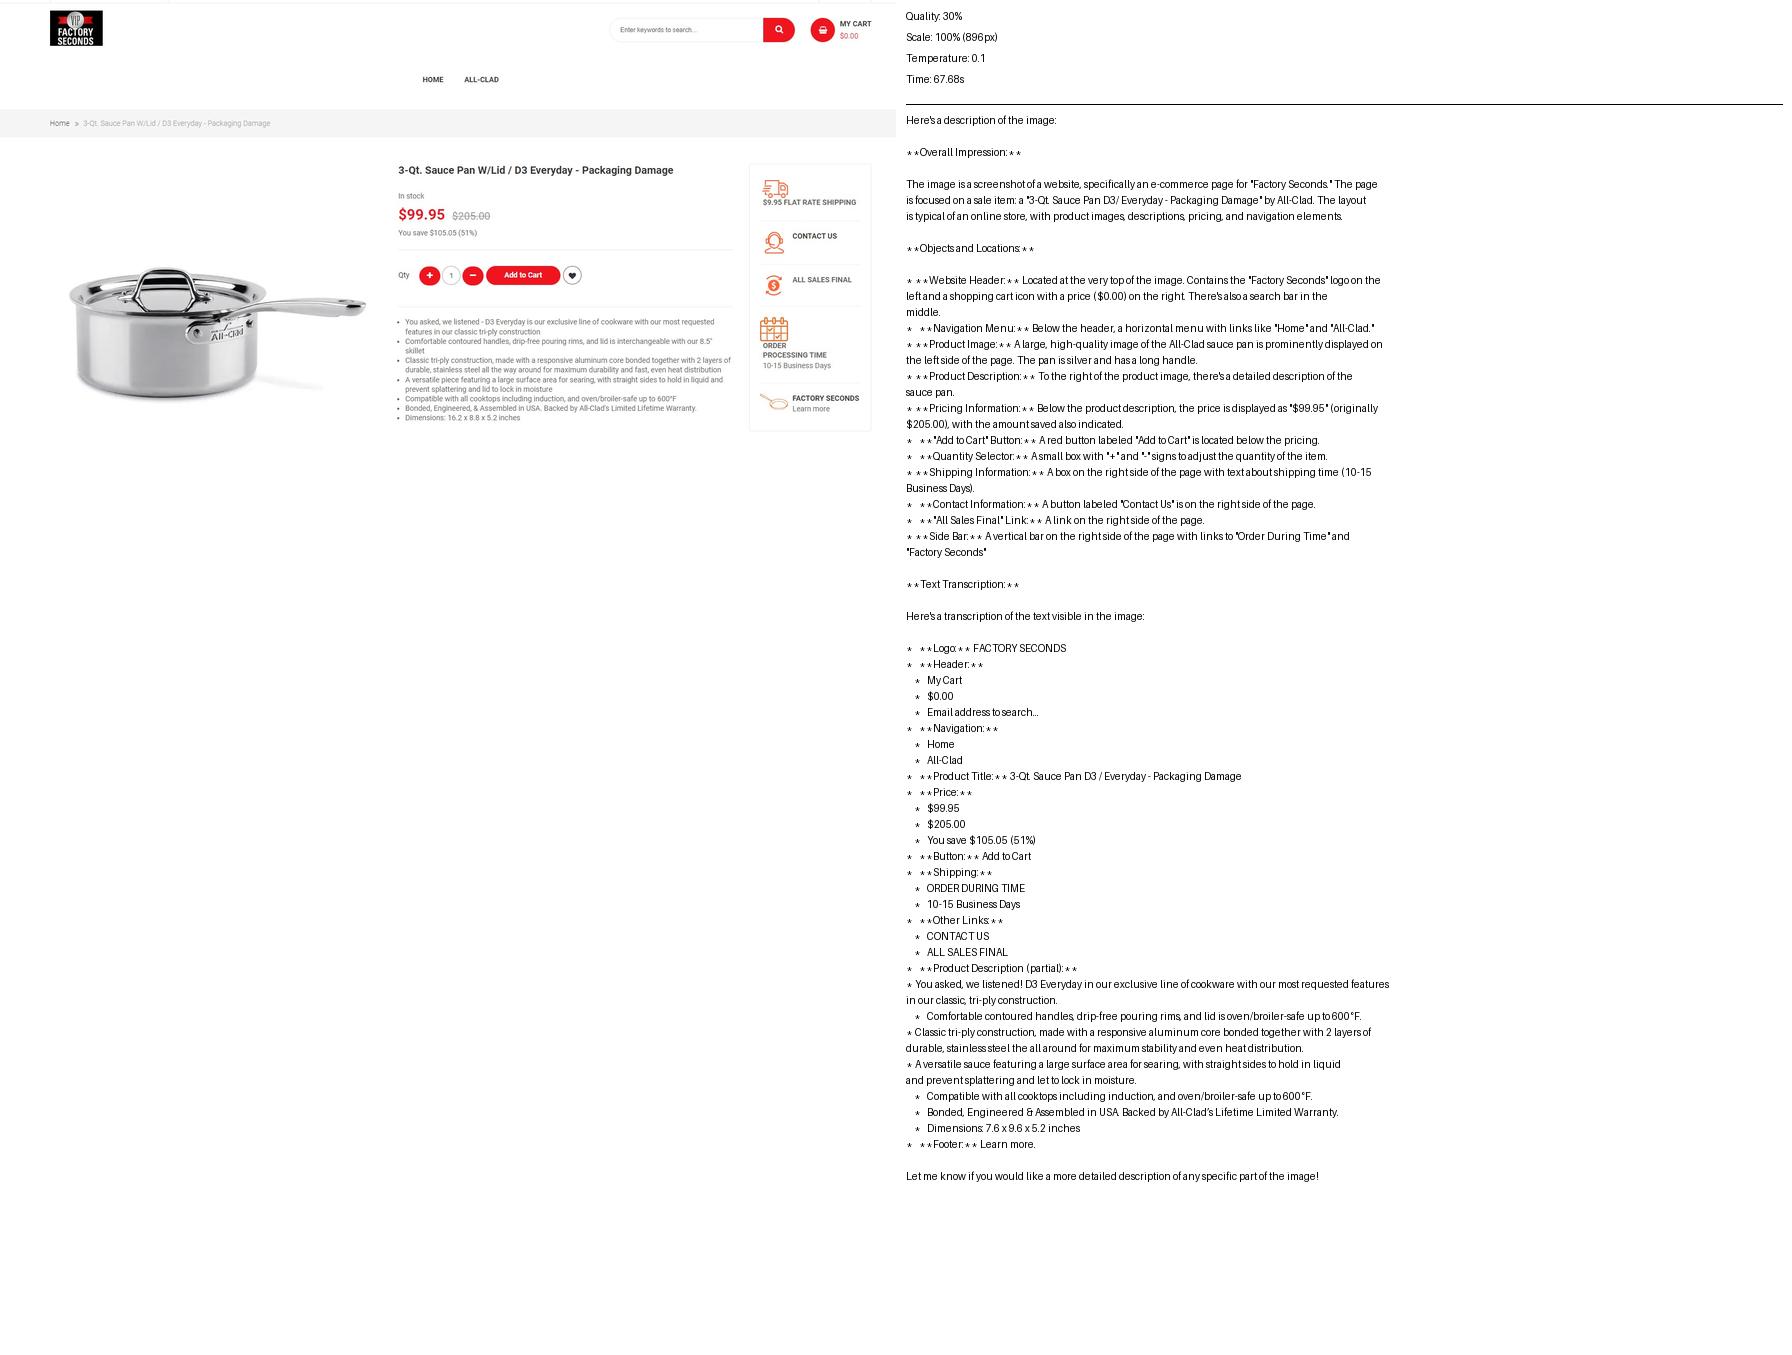 VIP
FACTORY
SECONDS
Enter keywords to search...
MY CART
$0.00
HOME ALL-CLAD
Home » 3-Qt. Sauce Pan W/Lid / D3 Everyday - Packaging Damage
3-Qt. Sauce Pan W/Lid / D3 Everyday - Packaging Damage
In stock
$99.95 $205.00
You save $105.05 (51%)
Qty + 1 − Add to Cart
All-Clad
• You asked, we listened - D3 Everyday is our exclusive line of cookware with our most requested
features in our classic tri-ply construction
• Comfortable contoured handles, drip-free pouring rims, and lid is interchangeable with our 8.5"
skillet
• Classic tri-ply construction, made with a responsive aluminum core bonded together with 2 layers of
durable, stainless steel all the way around for maximum durability and fast, even heat distribution
• A versatile piece featuring a large surface area for searing, with straight sides to hold in liquid and
prevent splattering and lid to lock in moisture
• Compatible with all cooktops including induction, and oven/broiler-safe up to 600°F
• Bonded, Engineered, & Assembled in USA. Backed by All-Clad's Limited Lifetime Warranty.
• Dimensions: 16.2 x 8.8 x 5.2 inches
$9.95 FLAT RATE SHIPPING
CONTACT US
ALL SALES FINAL
ORDER
PROCESSING TIME
10-15 Business Days
FACTORY SECONDS
Learn more
Quality: 30%
Scale: 100% (896px)
Temperature: 0.1
Time: 67.68s
Here's a description of the image:
**Overall Impression:**
The image is a screenshot of a website, specifically an e-commerce page for "Factory Seconds." The page
is focused on a sale item: a "3-Qt. Sauce Pan D3/ Everyday - Packaging Damage" by All-Clad. The layout
is typical of an online store, with product images, descriptions, pricing, and navigation elements.
**Objects and Locations:**
* **Website Header:** Located at the very top of the image. Contains the "Factory Seconds" logo on the
left and a shopping cart icon with a price ($0.00) on the right. There's also a search bar in the
middle.
* **Navigation Menu:** Below the header, a horizontal menu with links like "Home" and "All-Clad."
* **Product Image:** A large, high-quality image of the All-Clad sauce pan is prominently displayed on
the left side of the page. The pan is silver and has a long handle.
* **Product Description:** To the right of the product image, there's a detailed description of the
sauce pan.
* **Pricing Information:** Below the product description, the price is displayed as "$99.95" (originally
$205.00), with the amount saved also indicated.
* **"Add to Cart" Button:** A red button labeled "Add to Cart" is located below the pricing.
* **Quantity Selector:** A small box with "+" and "-" signs to adjust the quantity of the item.
* **Shipping Information:** A box on the right side of the page with text about shipping time (10-15
Business Days).
* **Contact Information:** A button labeled "Contact Us" is on the right side of the page.
* **"All Sales Final" Link:** A link on the right side of the page.
* **Side Bar:** A vertical bar on the right side of the page with links to "Order During Time" and
"Factory Seconds"
**Text Transcription:**
Here's a transcription of the text visible in the image:
* **Logo:** FACTORY SECONDS
* **Header:**
* My Cart
* $0.00
* Email address to search...
* **Navigation:**
* Home
* All-Clad
* **Product Title:** 3-Qt. Sauce Pan D3 / Everyday - Packaging Damage
* **Price:**
* $99.95
* $205.00
* You save $105.05 (51%)
* **Button:** Add to Cart
* **Shipping:**
* ORDER DURING TIME
* 10-15 Business Days
* **Other Links:**
* CONTACT US
* ALL SALES FINAL
* **Product Description (partial):**
* You asked, we listened! D3 Everyday in our exclusive line of cookware with our most requested features
in our classic, tri-ply construction.
* Comfortable contoured handles, drip-free pouring rims, and lid is oven/broiler-safe up to 600°F.
* Classic tri-ply construction, made with a responsive aluminum core bonded together with 2 layers of
durable, stainless steel the all around for maximum stability and even heat distribution.
* A versatile sauce featuring a large surface area for searing, with straight sides to hold in liquid
and prevent splattering and let to lock in moisture.
* Compatible with all cooktops including induction, and oven/broiler-safe up to 600°F.
* Bonded, Engineered & Assembled in USA. Backed by All-Clad's Lifetime Limited Warranty.
* Dimensions: 7.6 x 9.6 x 5.2 inches
* **Footer:** Learn more.
Let me know if you would like a more detailed description of any specific part of the image!